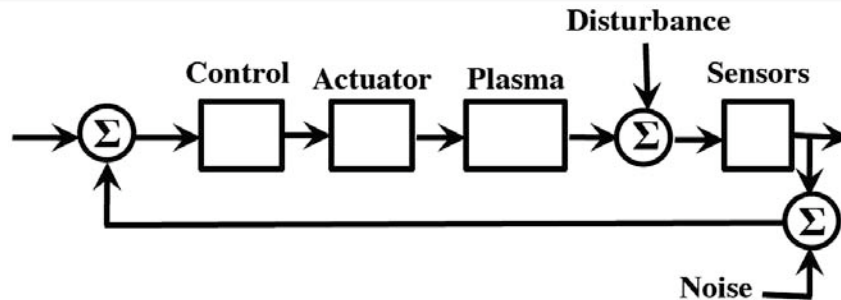 Disturbance
Control
Actuator
Plasma
Sensors
Σ
Σ
Σ
Noise